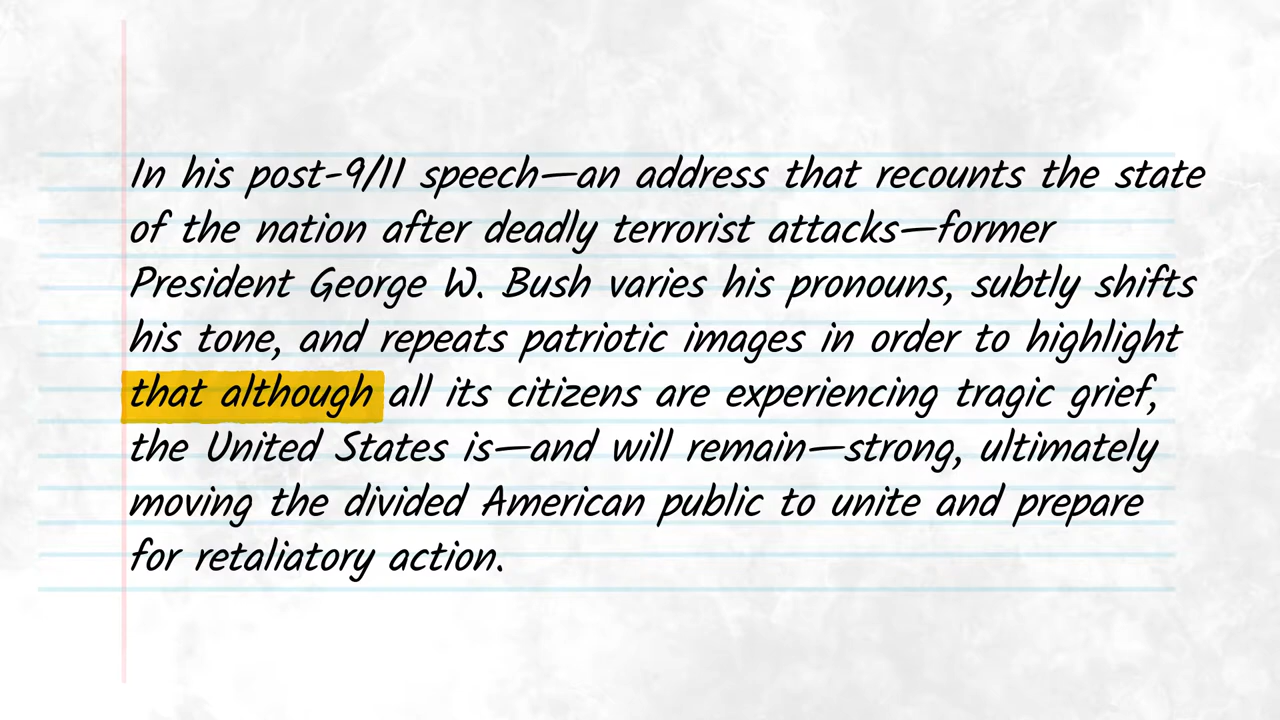 In his post-9/11 speech—an address that recounts the state
of the nation after deadly terrorist attacks—former
President George W. Bush varies his pronouns, subtly shifts
his tone, and repeats patriotic images in order to highlight
that although all its citizens are experiencing tragic grief,
the United States is—and will remain—strong, ultimately
moving the divided American public to unite and prepare
for retaliatory action.